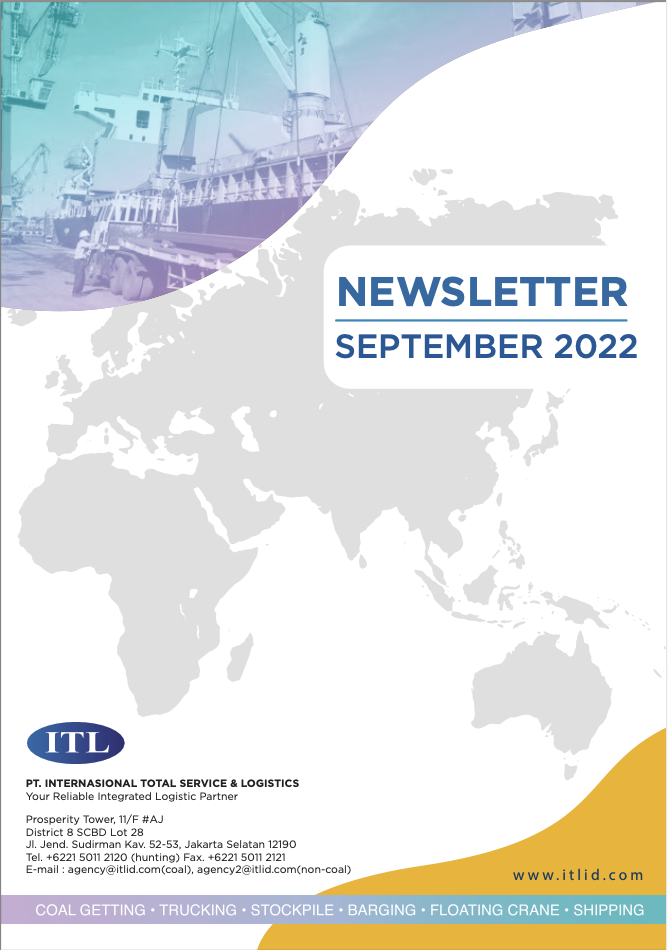 NEWSLETTER
SEPTEMBER 2022
ITL
PT. INTERNASIONAL TOTAL SERVICE & LOGISTICS
Your Reliable Integrated Logistic Partner
Prosperity Tower, 11/F #AJ
District 8 SCBD Lot 28
Jl. Jend. Sudirman Kav. 52-53, Jakarta Selatan 12190
Tel. +6221 5011 2120 (hunting) Fax. +6221 5011 2121
E-mail : agency@itlid.com(coal), agency2@itlid.com(non-coal)
www.itlid.com
COAL GETTING • TRUCKING • STOCKPILE • BARGING • FLOATING CRANE • SHIPPING